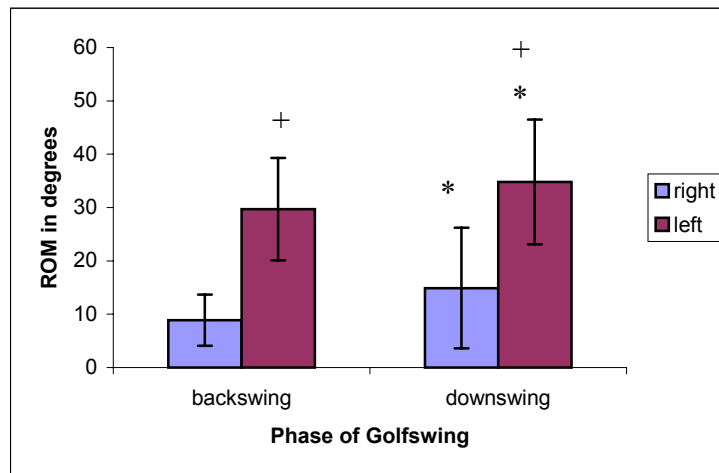 60
50
40
30
20
10
0
ROM in degrees
+
*
+
*
right
left
backswing downswing
Phase of Golfswing